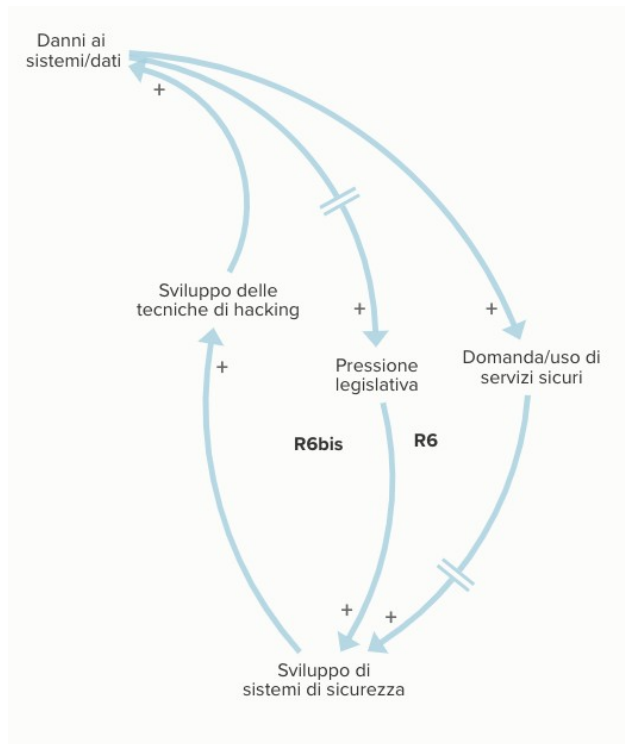 Danni ai
sistemi/dati
+
Sviluppo delle
tecniche di hacking
+
+
+
Pressione
legislativa
Domanda/uso di
servizi sicuri
R6bis
R6
+
+
Sviluppo di
sistemi di sicurezza